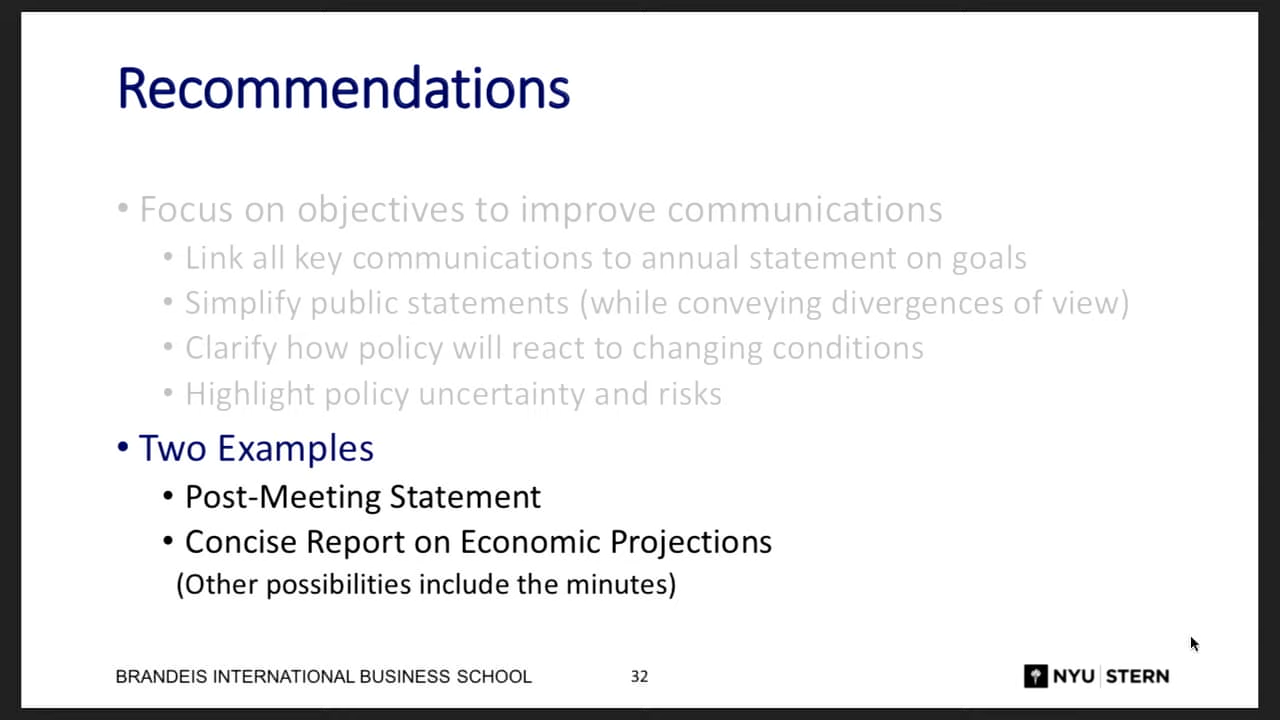 Recommendations
• Focus on objectives to improve communications
• Link all key communications to annual statement on goals
• Simplify public statements (while conveying divergences of view)
• Clarify how policy will react to changing conditions
• Highlight policy uncertainty and risks
• Two Examples
• Post-Meeting Statement
• Concise Report on Economic Projections
(Other possibilities include the minutes)
BRANDEIS INTERNATIONAL BUSINESS SCHOOL 32 NYU STERN